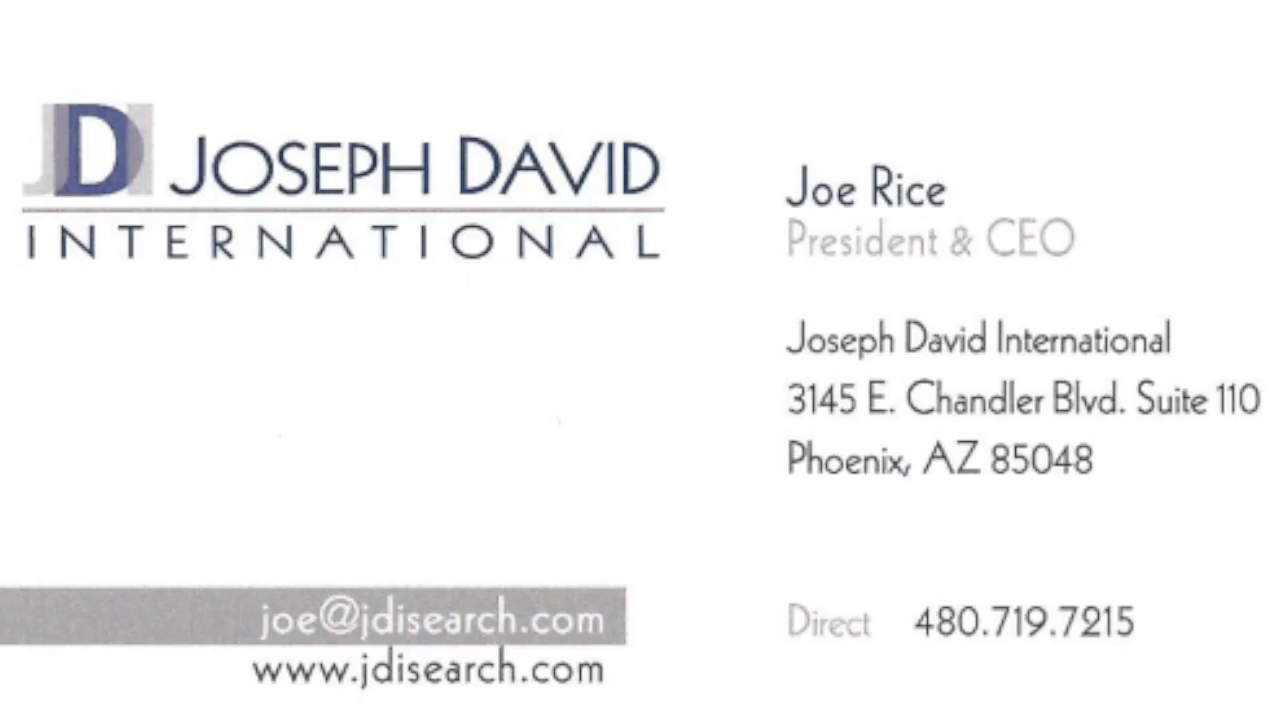 JDI JOSEPH DAVID
INTERNATIONAL
Joe Rice
President & CEO
Joseph David International
3145 E. Chandler Blvd. Suite 110
Phoenix, AZ 85048
joe@jdisearch.com
www.jdisearch.com
Direct 480.719.7215